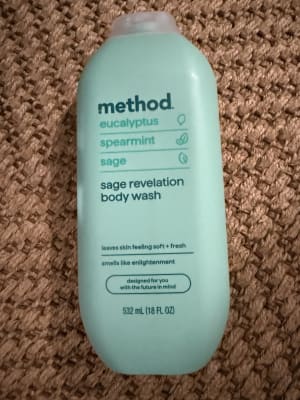 method.
eucalyptus
spearmint
sage
sage revelation
body wash
leaves skin feeling soft + fresh
smells like enlightenment
designed for you
with the future in mind
532 mL (18 FL OZ)